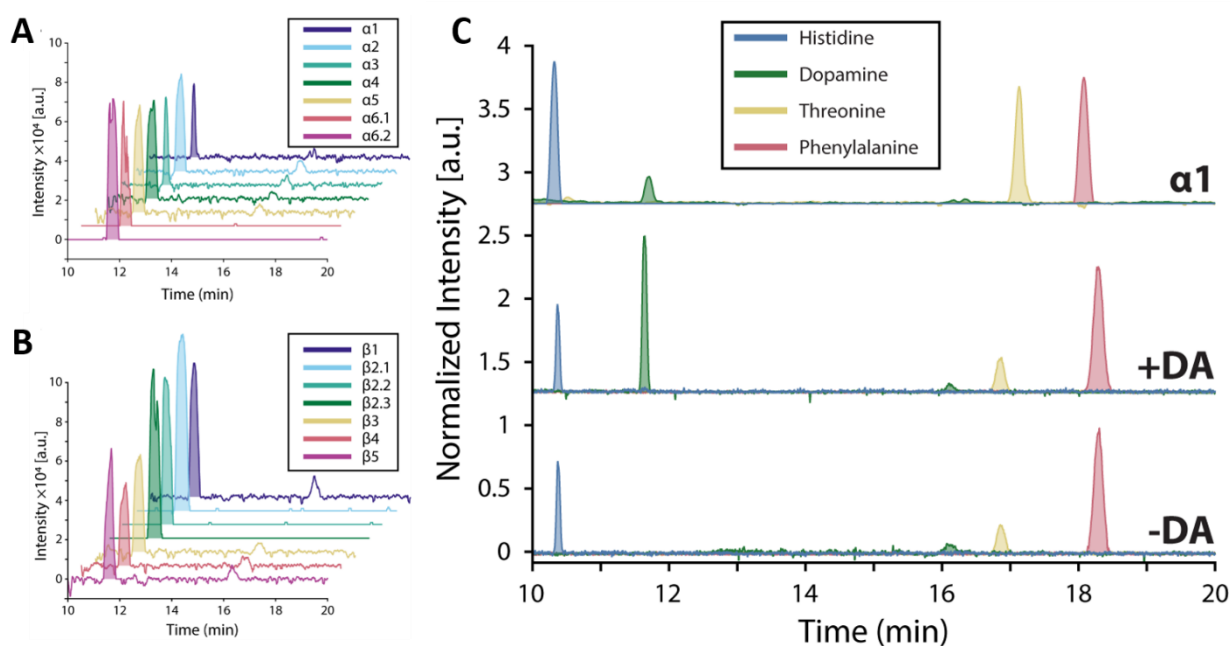 A
Intensity ×10⁴ [a.u.]
10
8
6
4
2
0
10 12 14 16 18 20
Time (min)
α1
α2
α3
α4
α5
α6.1
α6.2
B
Intensity ×10⁴ [a.u.]
10
8
6
4
2
0
10 12 14 16 18 20
Time (min)
β1
β2.1
β2.2
β2.3
β3
β4
β5
C
Normalized Intensity [a.u.]
4
3.5
3
2.5
2
1.5
1
0.5
0
Histidine
Dopamine
Threonine
Phenylalanine
α1
+DA
-DA
10 12 14 16 18 20
Time (min)